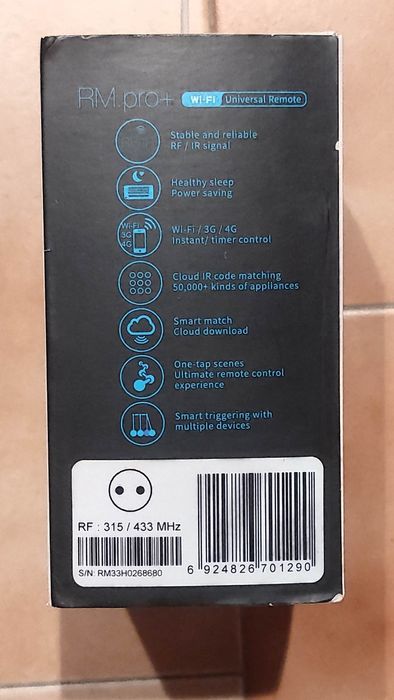 RM.pro+ Wi-Fi Universal Remote
Stable and reliable
RF / IR signal
Healthy sleep
Power saving
Wi-Fi
3G
4G
Wi-Fi / 3G / 4G
Instant/ timer control
Cloud IR code matching
50,000+ kinds of appliances
Smart match
Cloud download
One-tap scenes
Ultimate remote control
experience
Smart triggering with
multiple devices
RF : 315 / 433 MHz
S/N: RM33H0268680
6 924826 701290